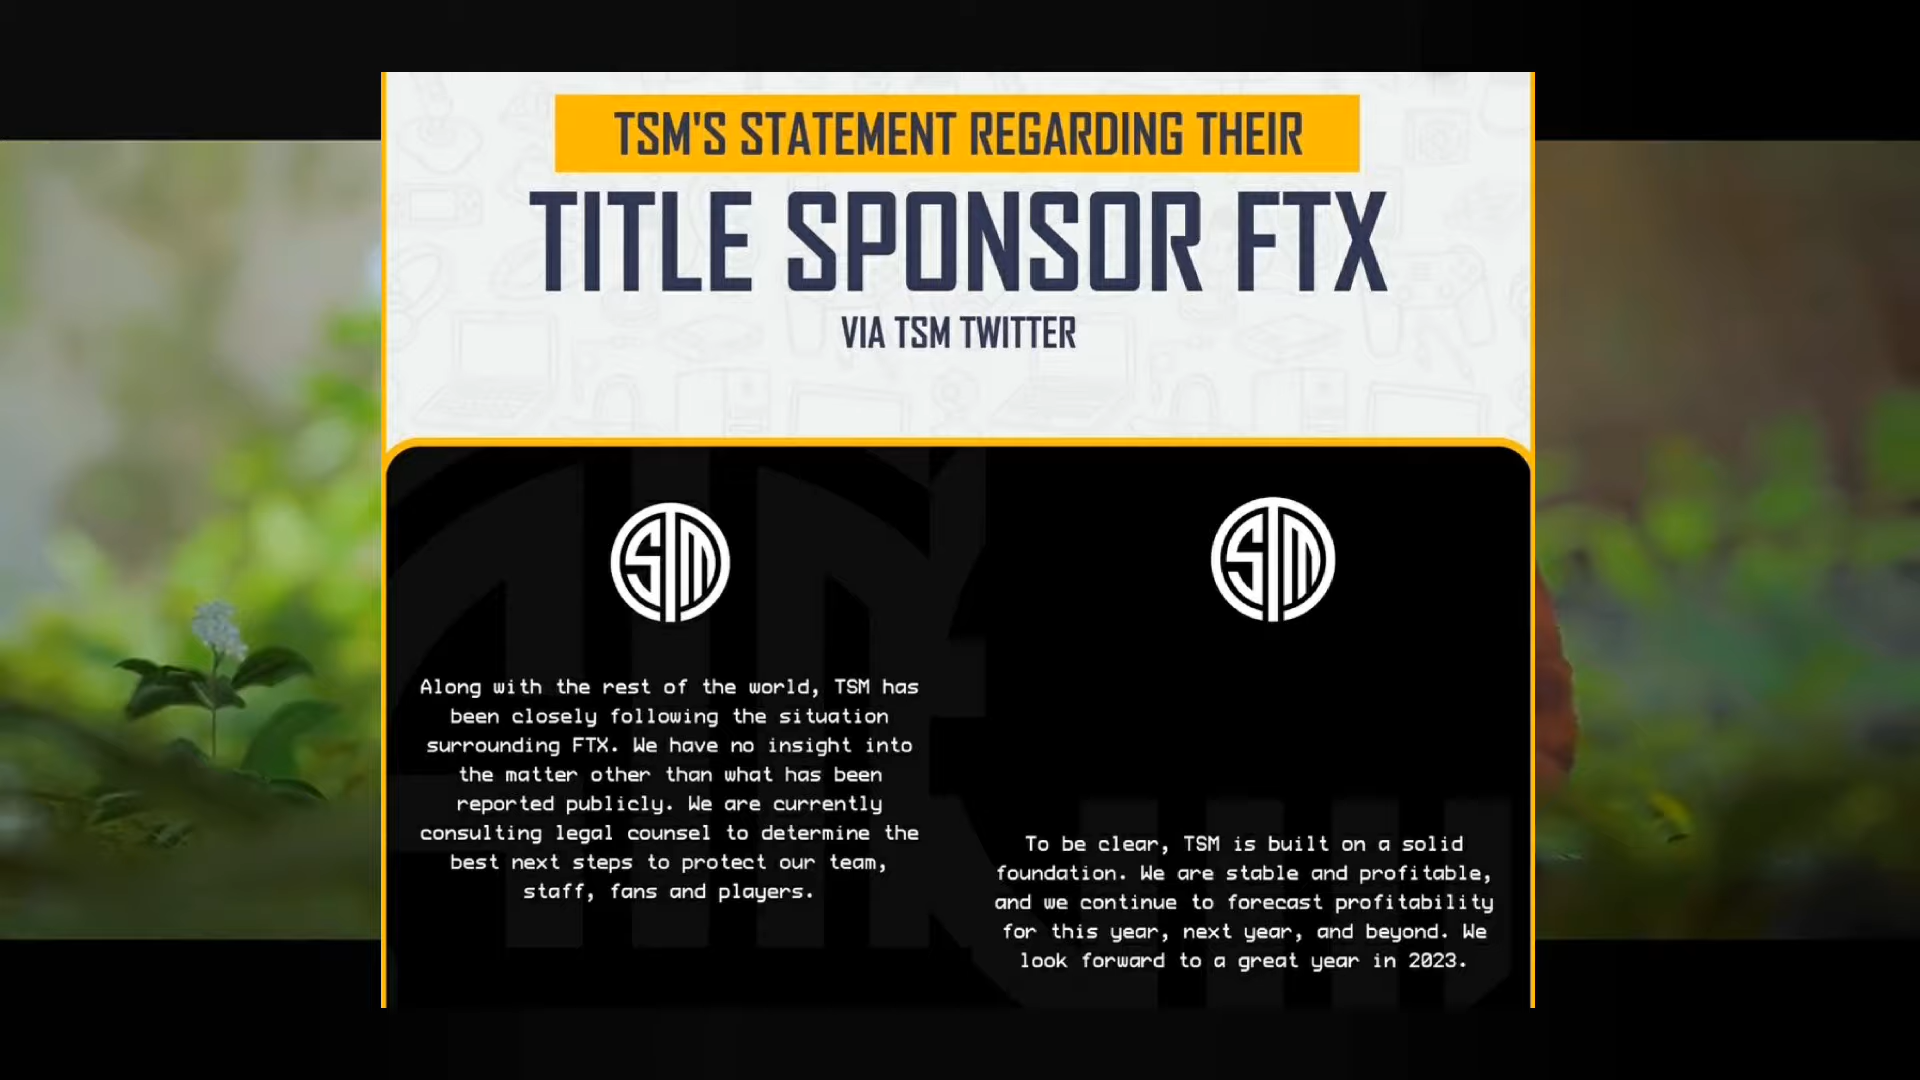 TSM'S STATEMENT REGARDING THEIR
TITLE SPONSOR FTX
VIA TSM TWITTER
TSM
Along with the rest of the world, TSM has
been closely following the situation
surrounding FTX. We have no insight into
the matter other than what has been
reported publicly. We are currently
consulting legal counsel to determine the
best next steps to protect our team,
staff, fans and players.
TSM
To be clear, TSM is built on a solid
foundation. We are stable and profitable,
and we continue to forecast profitability
for this year, next year, and beyond. We
look forward to a great year in 2023.